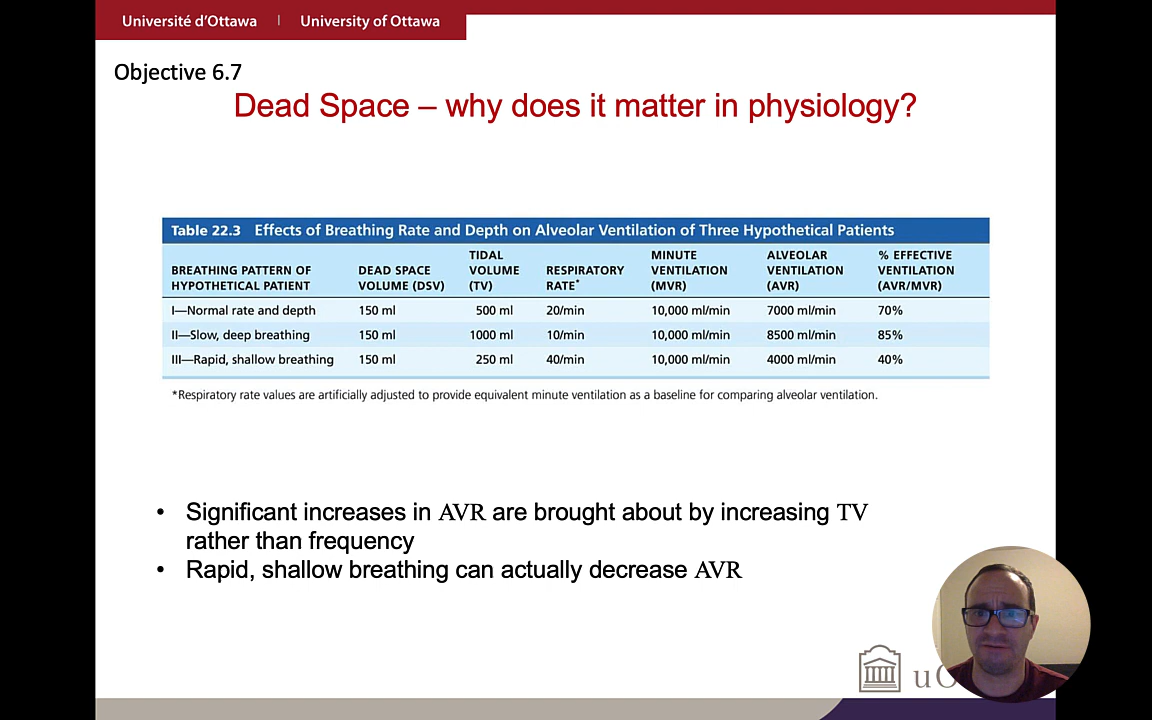 Université d'Ottawa | University of Ottawa
Objective 6.7
Dead Space – why does it matter in physiology?
Table 22.3 Effects of Breathing Rate and Depth on Alveolar Ventilation of Three Hypothetical Patients
BREATHING PATTERN OF HYPOTHETICAL PATIENT DEAD SPACE VOLUME (DSV) TIDAL VOLUME (TV) RESPIRATORY RATE* MINUTE VENTILATION (MVR) ALVEOLAR VENTILATION (AVR) % EFFECTIVE VENTILATION (AVR/MVR)
I—Normal rate and depth 150 ml 500 ml 20/min 10,000 ml/min 7000 ml/min 70%
II—Slow, deep breathing 150 ml 1000 ml 10/min 10,000 ml/min 8500 ml/min 85%
III—Rapid, shallow breathing 150 ml 250 ml 40/min 10,000 ml/min 4000 ml/min 40%
*Respiratory rate values are artificially adjusted to provide equivalent minute ventilation as a baseline for comparing alveolar ventilation.
• Significant increases in AVR are brought about by increasing TV
rather than frequency
• Rapid, shallow breathing can actually decrease AVR